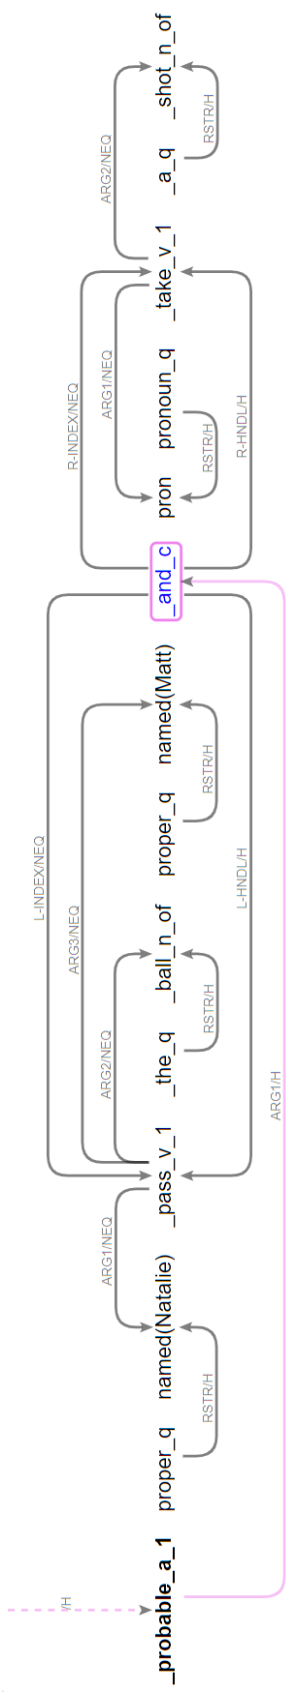 /H
_probable_a_1 proper_q named(Natalie) _pass_v_1 _the_q _ball_n_of proper_q named(Matt) _and_c pron pronoun_q _take_v_1 _a_q _shot_n_of
L-INDEX/NEQ
R-INDEX/NEQ
ARG3/NEQ
ARG1/NEQ
ARG2/NEQ
ARG1/NEQ
ARG2/NEQ
RSTR/H
RSTR/H
RSTR/H
RSTR/H
RSTR/H
L-HNDL/H
R-HNDL/H
ARG1/H